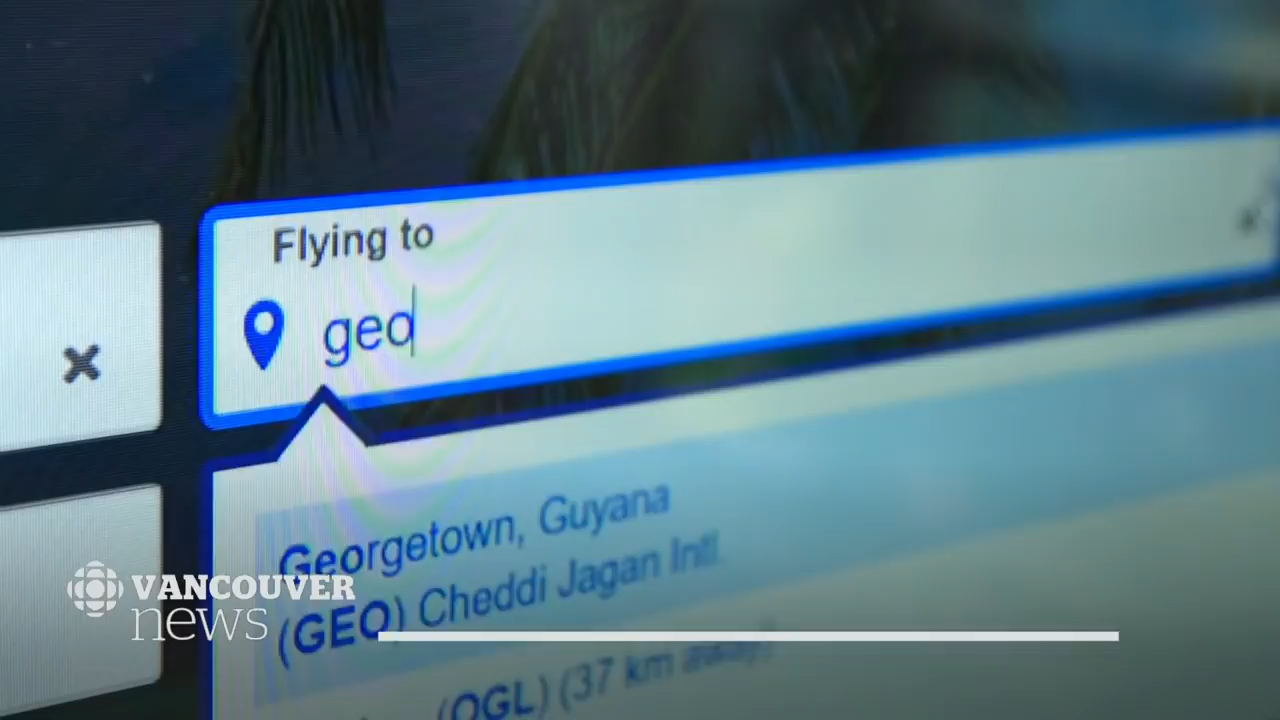 Flying to
geo
Georgetown, Guyana
(GEO) Cheddi Jagan Intl.
(OGL) (37 km away)
VANCOUVER
news